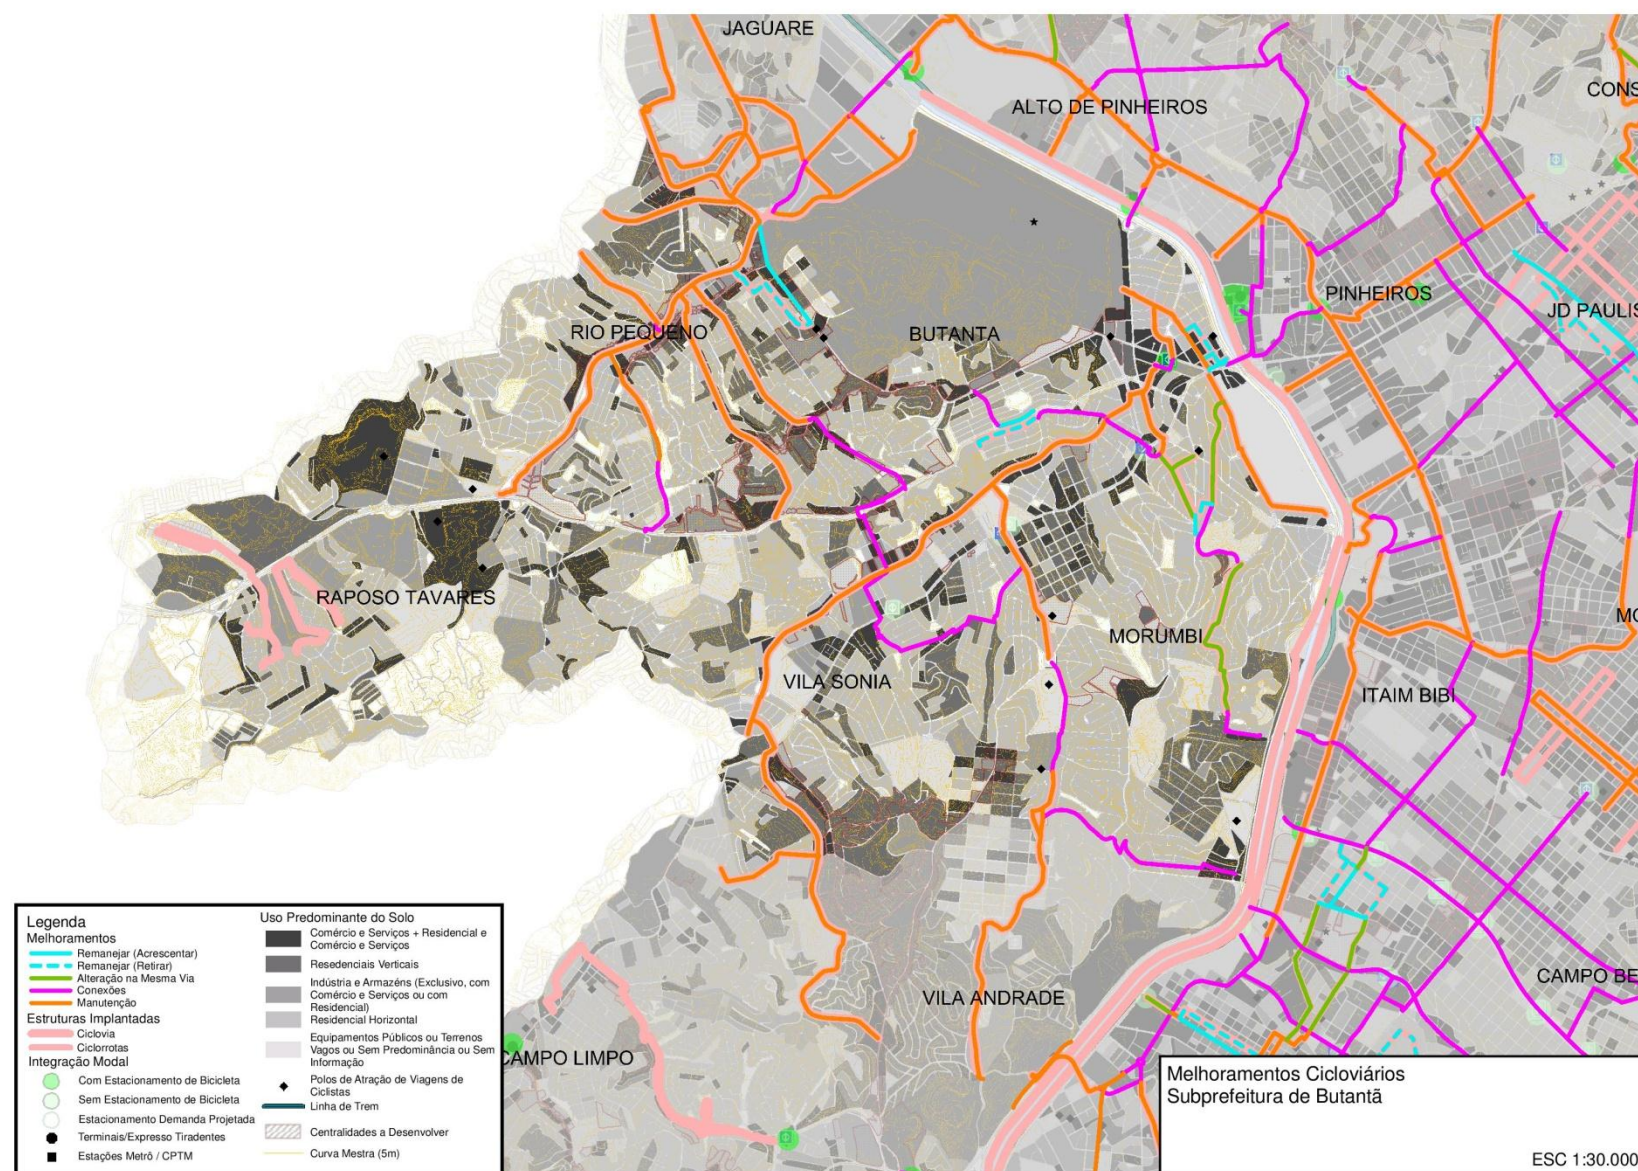 JAGUARE
ALTO DE PINHEIROS
CONS
PINHEIROS
JD PAULIS
RIO PEQUENO
BUTANTA
RAPOSO TAVARES
MORUMBI
MO
VILA SONIA
ITAIM BIBI
CAMPO BE
VILA ANDRADE
CAMPO LIMPO
Legenda
Melhoramentos
Remanejar (Acrescentar)
Remanejar (Retirar)
Alteração na Mesma Via
Conexões
Manutenção
Estruturas Implantadas
Ciclovia
Ciclorrotas
Integração Modal
Com Estacionamento de Bicicleta
Sem Estacionamento de Bicicleta
Estacionamento Demanda Projetada
Terminais/Expresso Tiradentes
Estações Metrô / CPTM
Uso Predominante do Solo
Comércio e Serviços + Residencial e
Comércio e Serviços
Resedenciais Verticais
Indústria e Armazéns (Exclusivo, com
Comércio e Serviços ou com
Residencial)
Residencial Horizontal
Equipamentos Públicos ou Terrenos
Vagos ou Sem Predominância ou Sem
Informação
Polos de Atração de Viagens de
Ciclistas
Linha de Trem
Centralidades a Desenvolver
Curva Mestra (5m)
Melhoramentos Cicloviários
Subprefeitura de Butantã
ESC 1:30.000